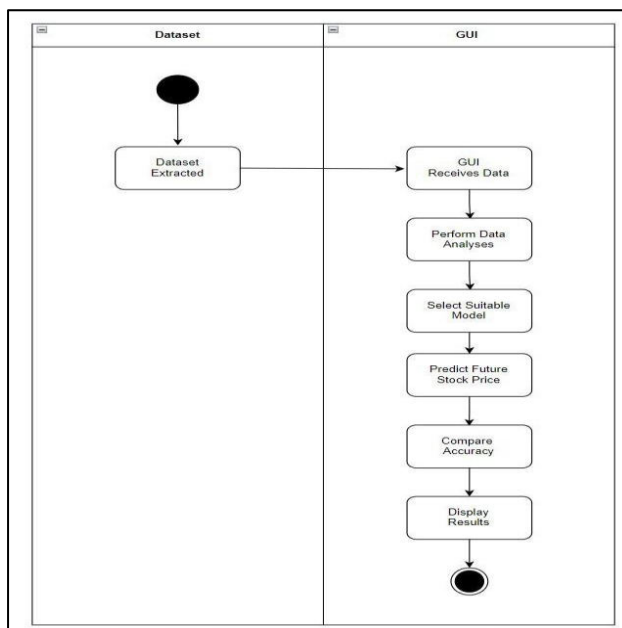 Dataset
GUI
Dataset
Extracted
GUI
Receives Data
Perform Data
Analyses
Select Suitable
Model
Predict Future
Stock Price
Compare
Accuracy
Display
Results